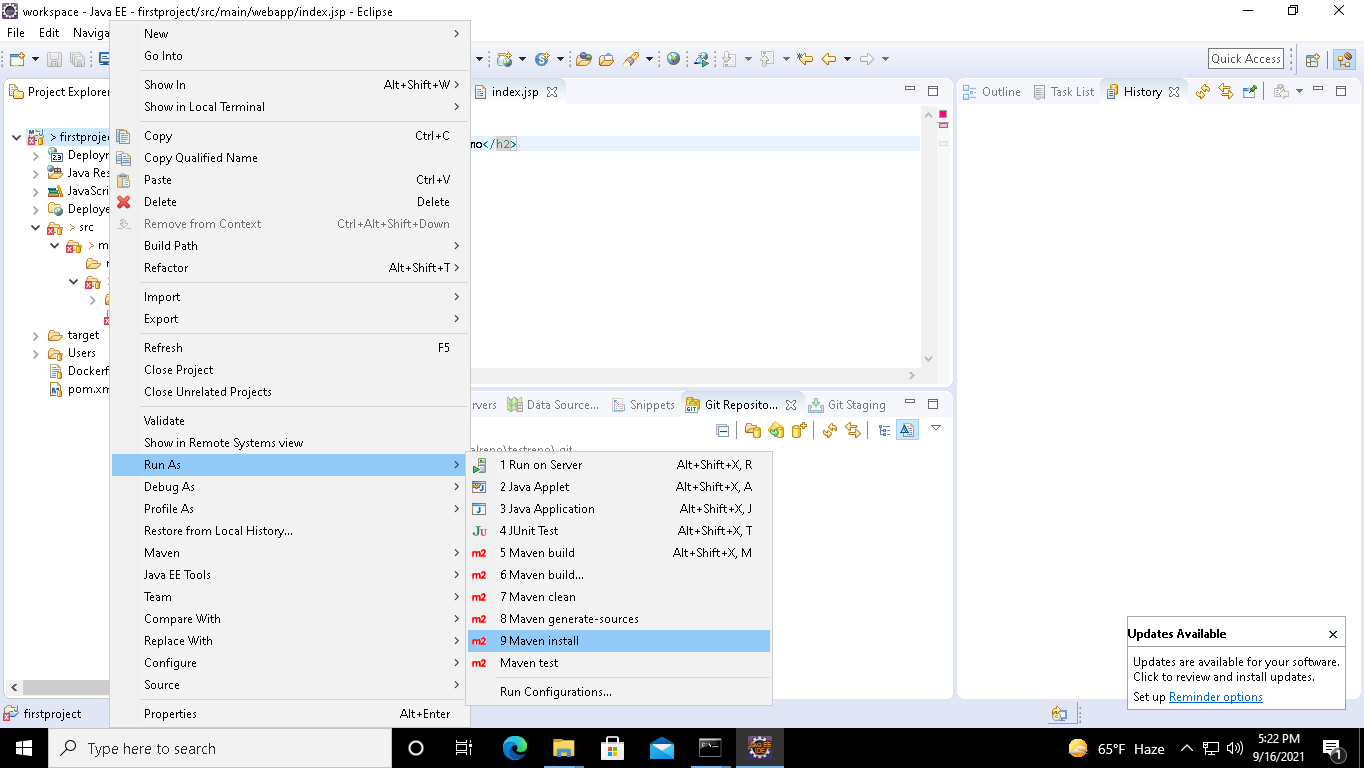 workspace - Java EE - firstproject/src/main/webapp/index.jsp - Eclipse
File Edit Naviga
Quick Access
Project Explorer
> firstproje
Deployn
Java Res
JavaScri
Deploye
> src
> m
target
Users
Dockerf
pom.xm
New
Go Into
Show In Alt+Shift+W
Show in Local Terminal
Copy Ctrl+C
Copy Qualified Name
Paste Ctrl+V
Delete Delete
Remove from Context Ctrl+Alt+Shift+Down
Build Path
Refactor Alt+Shift+T
Import
Export
Refresh F5
Close Project
Close Unrelated Projects
Validate
Show in Remote Systems view
Run As
Debug As
Profile As
Restore from Local History...
Maven
Java EE Tools
Team
Compare With
Replace With
Configure
Source
Properties Alt+Enter
1 Run on Server Alt+Shift+X, R
2 Java Applet Alt+Shift+X, A
3 Java Application Alt+Shift+X, J
4 JUnit Test Alt+Shift+X, T
5 Maven build Alt+Shift+X, M
6 Maven build...
7 Maven clean
8 Maven generate-sources
9 Maven install
Maven test
Run Configurations...
index.jsp
no</h2>
rvers Data Source... Snippets Git Reposito... Git Staging
Outline Task List History
Updates Available
Updates are available for your software.
Click to review and install updates.
Set up Reminder options
firstproject
Type here to search
65°F Haze
5:22 PM
9/16/2021
1